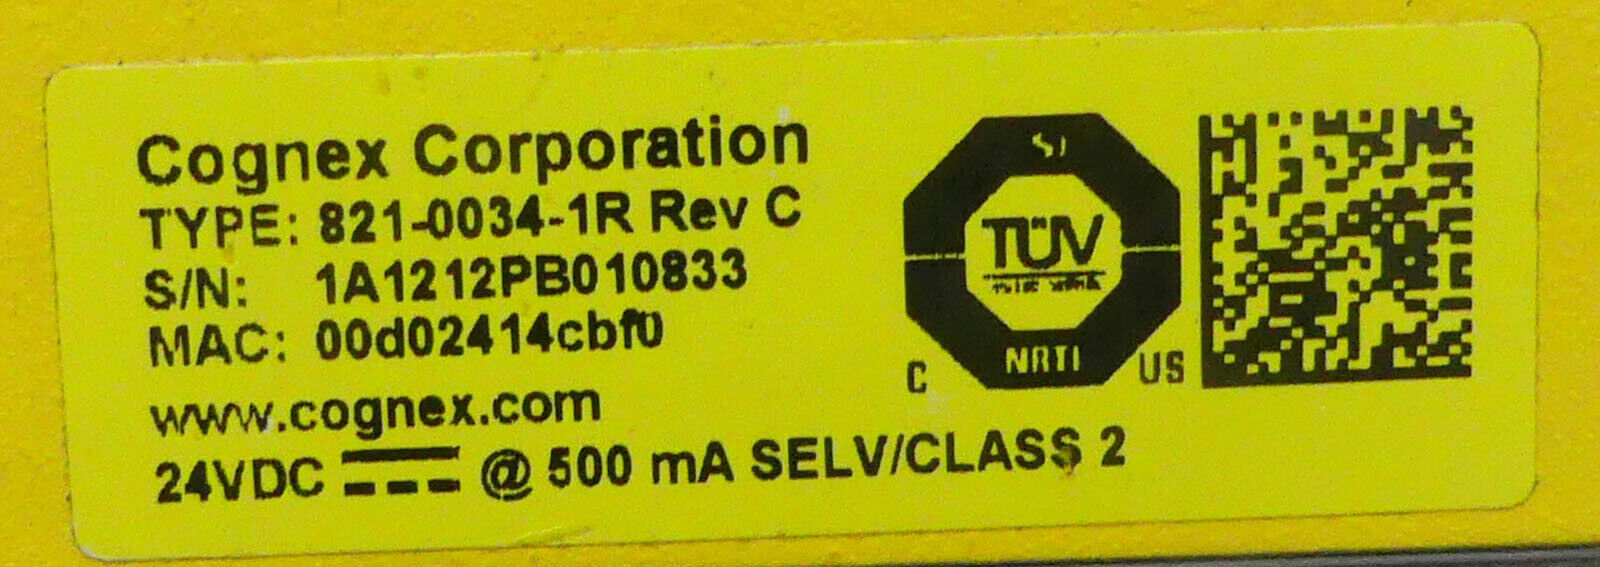 Cognex Corporation
TYPE: 821-0034-1R Rev C
S/N: 1A1212PB010833
MAC: 00d02414cbf0
www.cognex.com
24VDC @ 500 mA SELV/CLASS 2
TÜV
NRTL
C US